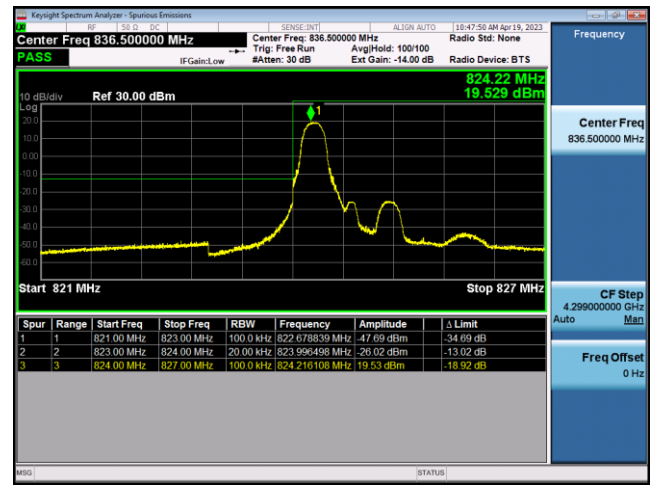 Keysight Spectrum Analyzer - Spurious Emissions
RF 50 Ω DC SENSE:INT ALIGN AUTO 10:47:50 AM Apr 19, 2023
Center Freq 836.500000 MHz Center Freq: 836.500000 MHz Radio Std: None
Trig: Free Run Avg|Hold: 100/100
PASS IFGain:Low #Atten: 30 dB Ext Gain: -14.00 dB Radio Device: BTS
824.22 MHz
10 dB/div Ref 30.00 dBm 19.529 dBm
Log
20.0
10.0
0.00
-10.0
-20.0
-30.0
-40.0
-50.0
-60.0
1
Start 821 MHz Stop 827 MHz
Spur Range Start Freq Stop Freq RBW Frequency Amplitude Δ Limit
1 1 821.00 MHz 823.00 MHz 100.0 kHz 822.678839 MHz -47.69 dBm -34.69 dB
2 2 823.00 MHz 824.00 MHz 20.00 kHz 823.996498 MHz -26.02 dBm -13.02 dB
3 3 824.00 MHz 827.00 MHz 100.0 kHz 824.216108 MHz 19.53 dBm -18.92 dB
MSG STATUS
Frequency
Center Freq
836.500000 MHz
CF Step
4.299000000 GHz
Auto Man
Freq Offset
0 Hz